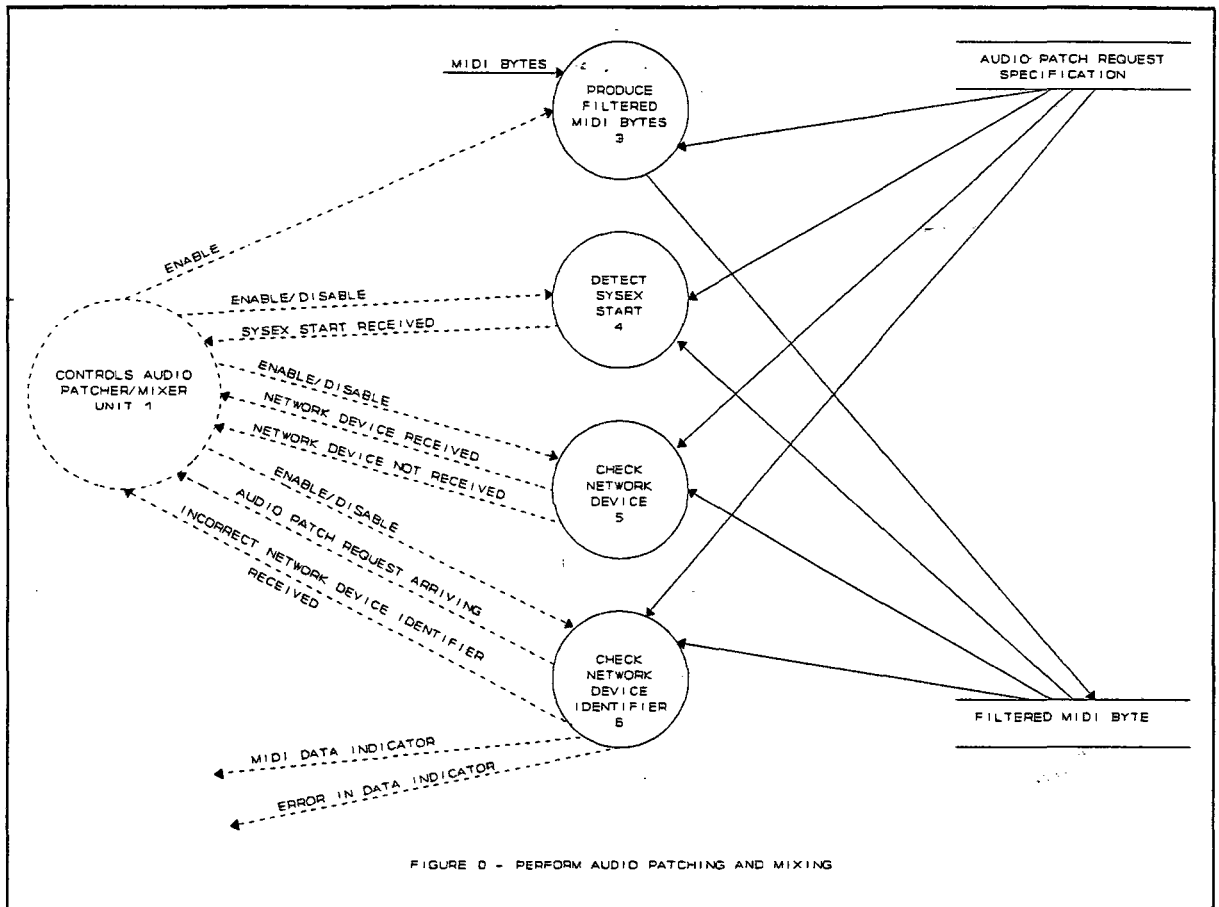 MIDI BYTES
PRODUCE
FILTERED
MIDI BYTES
3
AUDIO PATCH REQUEST
SPECIFICATION
ENABLE
DETECT
SYSEX
START
4
ENABLE/DISABLE
SYSEX START RECEIVED
CONTROLS AUDIO
PATCHER/MIXER
UNIT 1
ENABLE/DISABLE
NETWORK DEVICE RECEIVED
NETWORK DEVICE NOT RECEIVED
CHECK
NETWORK
DEVICE
5
ENABLE/DISABLE
AUDIO PATCH REQUEST ARRIVING
INCORRECT NETWORK DEVICE IDENTIFIER
RECEIVED
CHECK
NETWORK
DEVICE
IDENTIFIER
6
FILTERED MIDI BYTE
MIDI DATA INDICATOR
ERROR IN DATA INDICATOR
FIGURE 0 - PERFORM AUDIO PATCHING AND MIXING